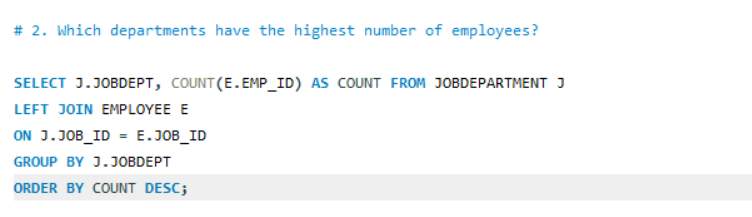 # 2. Which departments have the highest number of employees?
SELECT J.JOBDEPT, COUNT(E.EMP_ID) AS COUNT FROM JOBDEPARTMENT J
LEFT JOIN EMPLOYEE E
ON J.JOB_ID = E.JOB_ID
GROUP BY J.JOBDEPT
ORDER BY COUNT DESC;